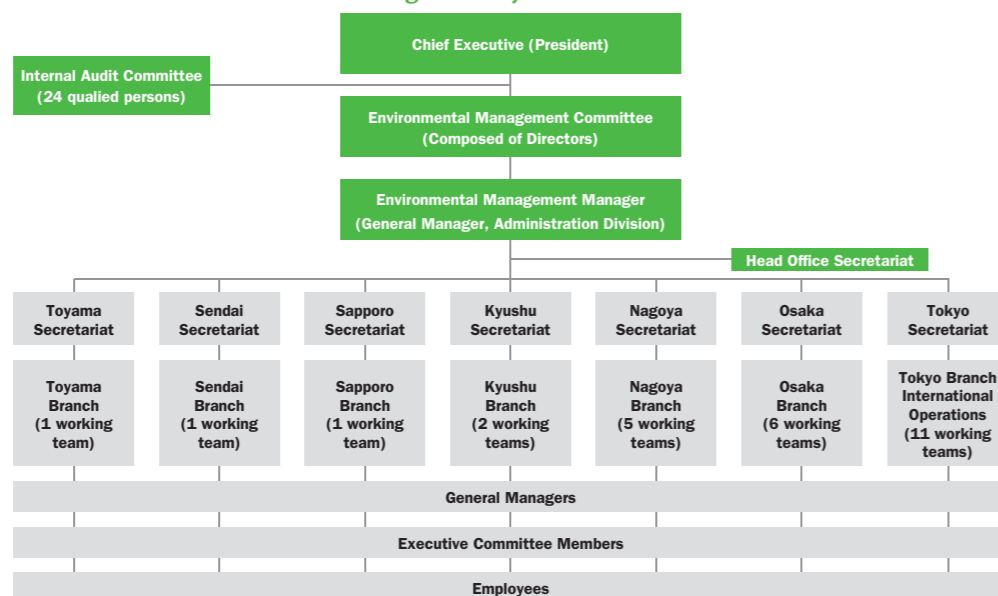 Chief Executive (President)
Internal Audit Committee
(24 qualied persons)
Environmental Management Committee
(Composed of Directors)
Environmental Management Manager
(General Manager, Administration Division)
Head Office Secretariat
Toyama
Secretariat
Sendai
Secretariat
Sapporo
Secretariat
Kyushu
Secretariat
Nagoya
Secretariat
Osaka
Secretariat
Tokyo
Secretariat
Toyama
Branch
(1 working
team)
Sendai
Branch
(1 working
team)
Sapporo
Branch
(1 working
team)
Kyushu
Branch
(2 working
teams)
Nagoya
Branch
(5 working
teams)
Osaka
Branch
(6 working
teams)
Tokyo Branch
International
Operations
(11 working
teams)
General Managers
Executive Committee Members
Employees